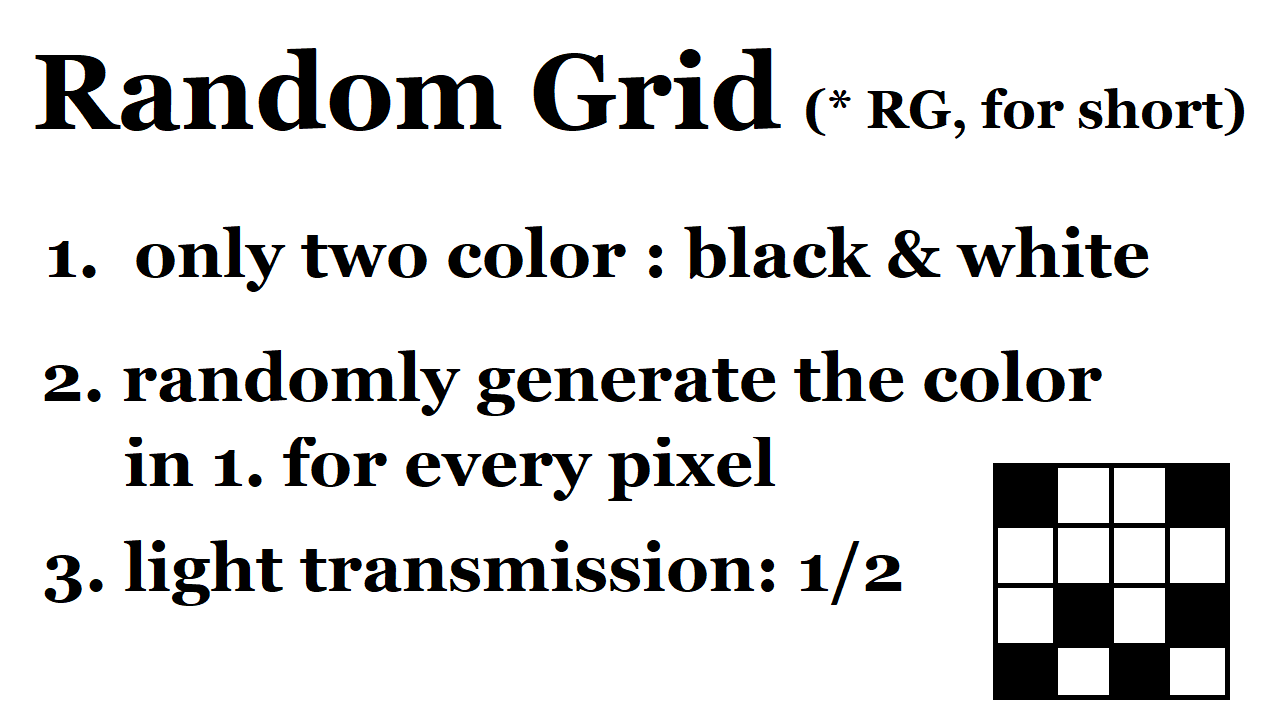 Random Grid (* RG, for short)
1. only two color : black & white
2. randomly generate the color
in 1. for every pixel
3. light transmission: 1/2